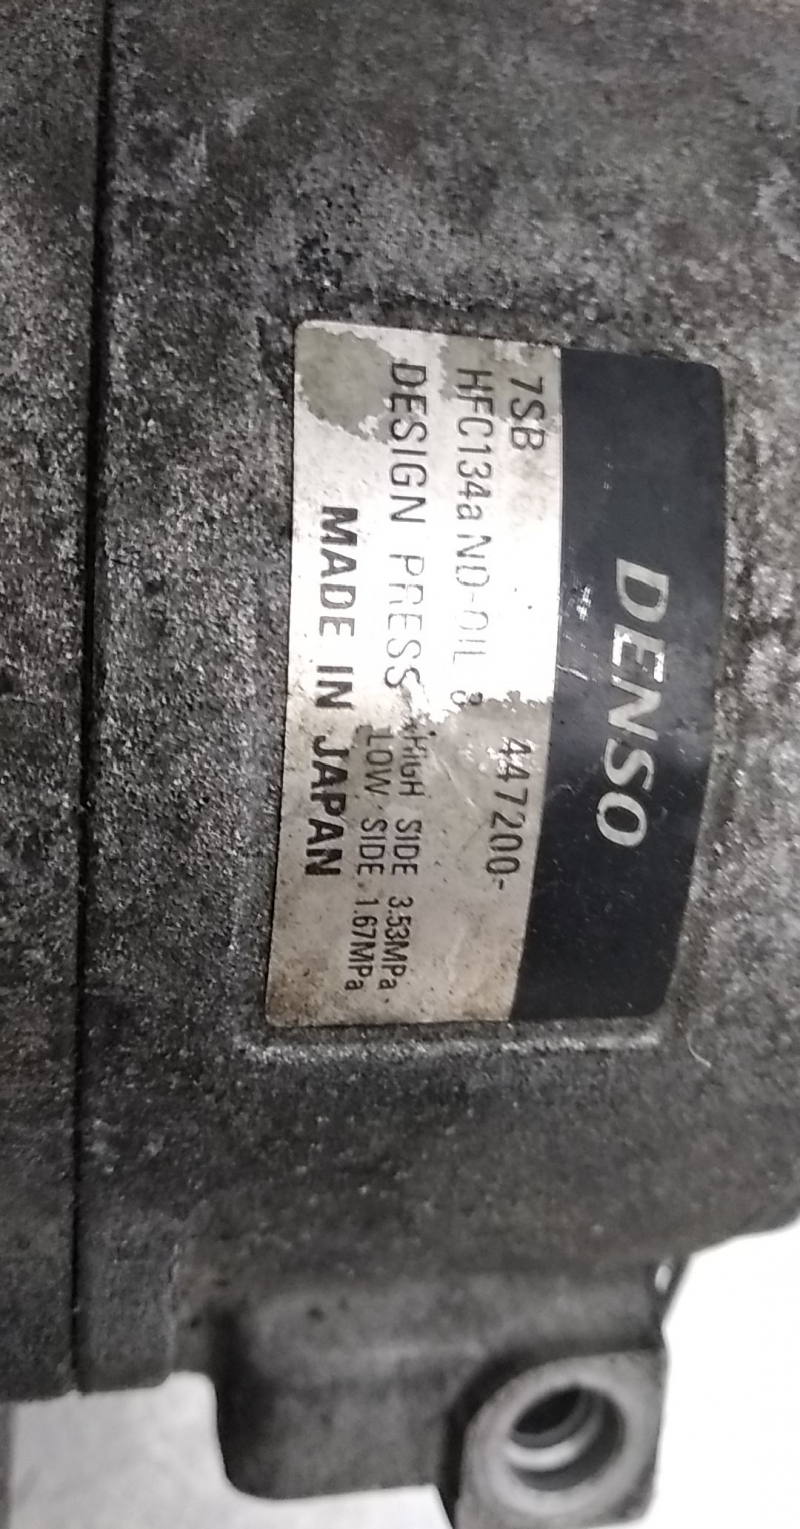 DENSO
7SB 447200-
HFC134a ND-OIL 8
DESIGN PRESS HIGH SIDE 3.53MPa
LOW SIDE 1.67MPa
MADE IN JAPAN